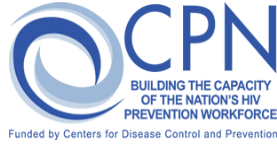 CPN
BUILDING THE CAPACITY
OF THE NATION'S HIV
PREVENTION WORKFORCE
Funded by Centers for Disease Control and Prevention